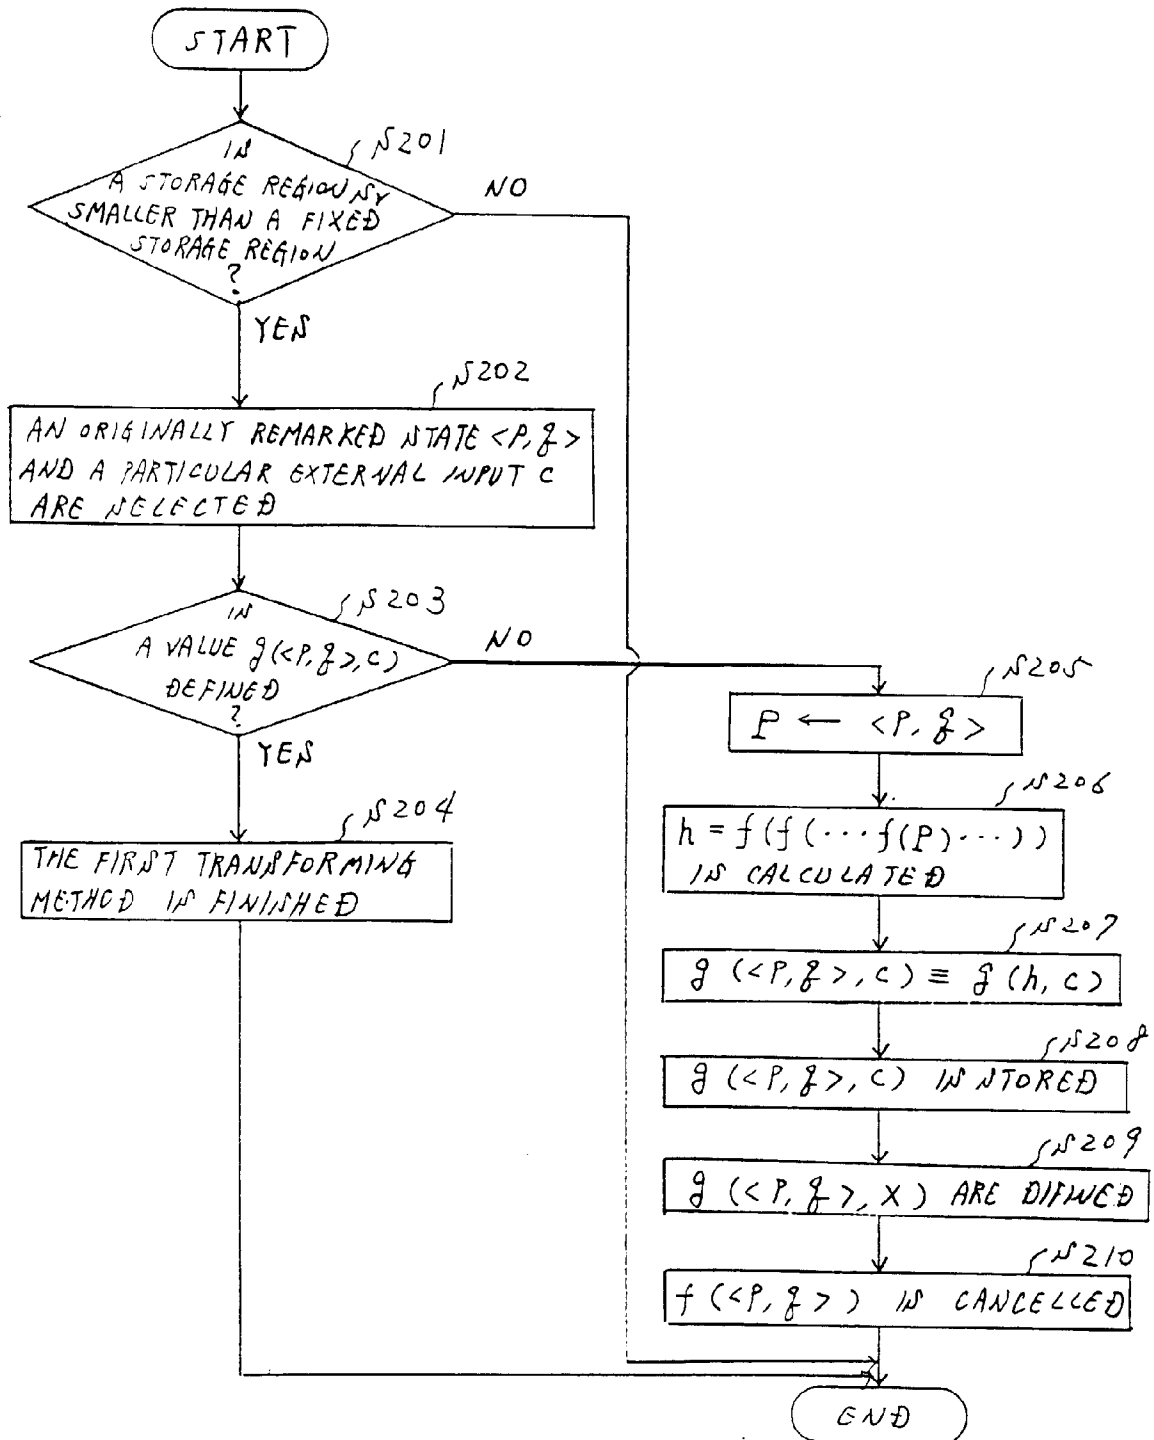 START
S201
IS
A STORAGE REGION Sr
SMALLER THAN A FIXED
STORAGE REGION
?
NO
YES
S202
AN ORIGINALLY REMARKED STATE <P, q>
AND A PARTICULAR EXTERNAL INPUT C
ARE SELECTED
S203
IS
A VALUE g(<P, q>, C)
DEFINED
?
NO
YES
S204
THE FIRST TRANSFORMING
METHOD IS FINISHED
S205
P ← <P, q>
S206
h = f(f(···f(P)···))
IS CALCULATED
S207
g (<P, q>, C) ≡ g (h, C)
S208
g (<P, q>, C) IS STORED
S209
g (<P, q>, X) ARE DIFINED
S210
f (<P, q>) IS CANCELLED
END